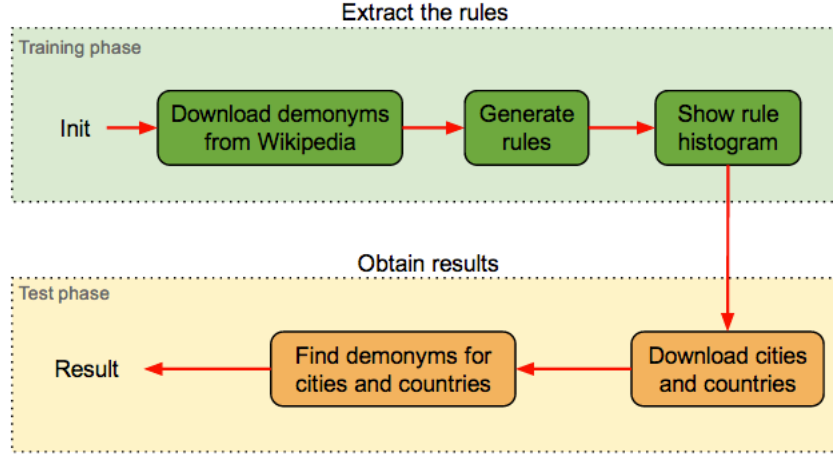 Extract the rules
Training phase
Init
Download demonyms
from Wikipedia
Generate
rules
Show rule
histogram
Obtain results
Test phase
Result
Find demonyms for
cities and countries
Download cities
and countries